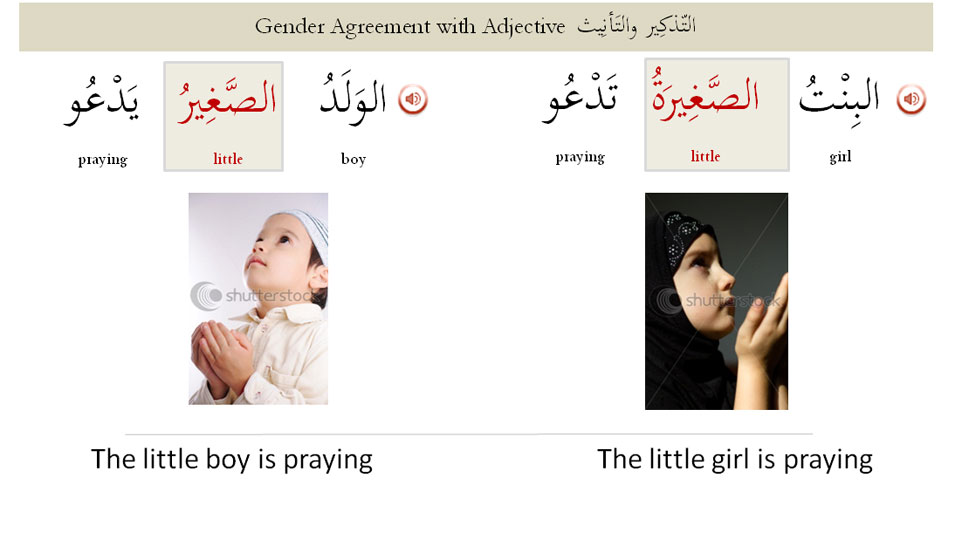 Gender Agreement with Adjective التّذكِير والتَأنِيث
البِنْتُ الصَّغِيرَةُ تَدْعُو
girl little praying
الوَلَدُ الصَّغِيرُ يَدْعُو
boy little praying
shutterstock
shutterstock
The little boy is praying
The little girl is praying